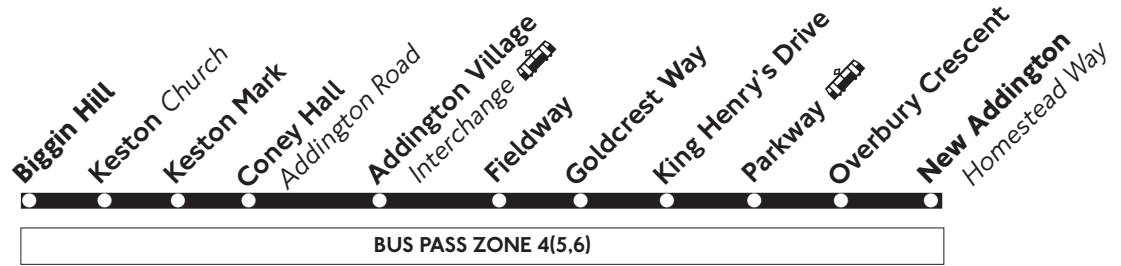 Biggin Hill
Keston Church
Keston Mark
Coney Hall
Addington Road
Addington Village
Interchange
Fieldway
Goldcrest Way
King Henry's Drive
Parkway
Overbury Crescent
New Addington
Homestead Way
BUS PASS ZONE 4(5,6)